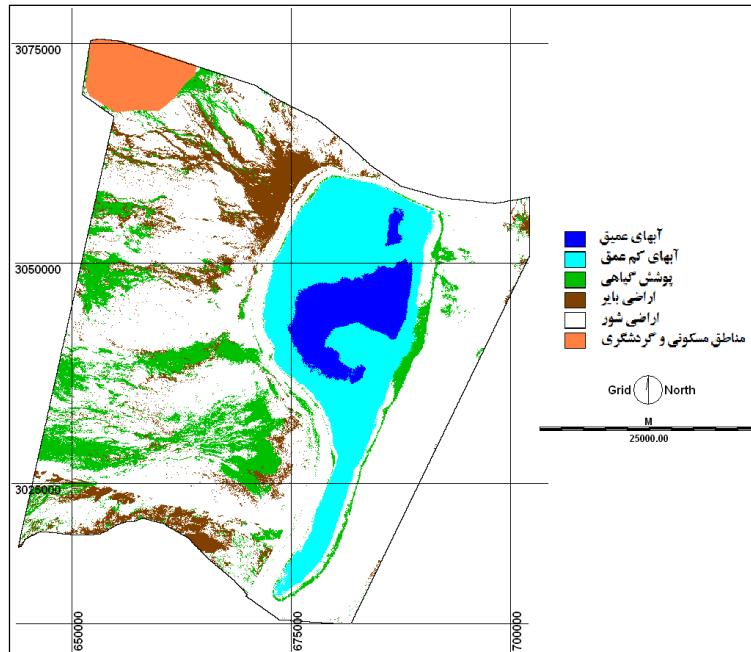 3075000
3050000
3025000
650000
675000
700000
آبهای عمیق
آبهای کم عمق
پوشش گیاهی
اراضی بایر
اراضی شور
مناطق مسکونی و گردشگری
Grid North
M
25000.00